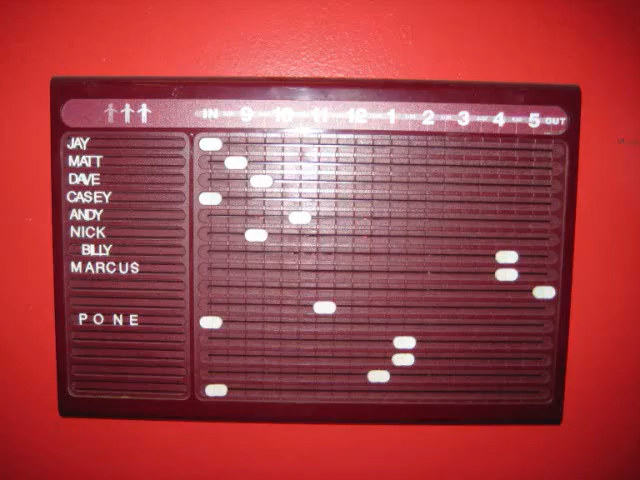 IN 9 10 11 12 1 2 3 4 5 OUT
JAY
MATT
DAVE
CASEY
ANDY
NICK
BILLY
MARCUS
PONE